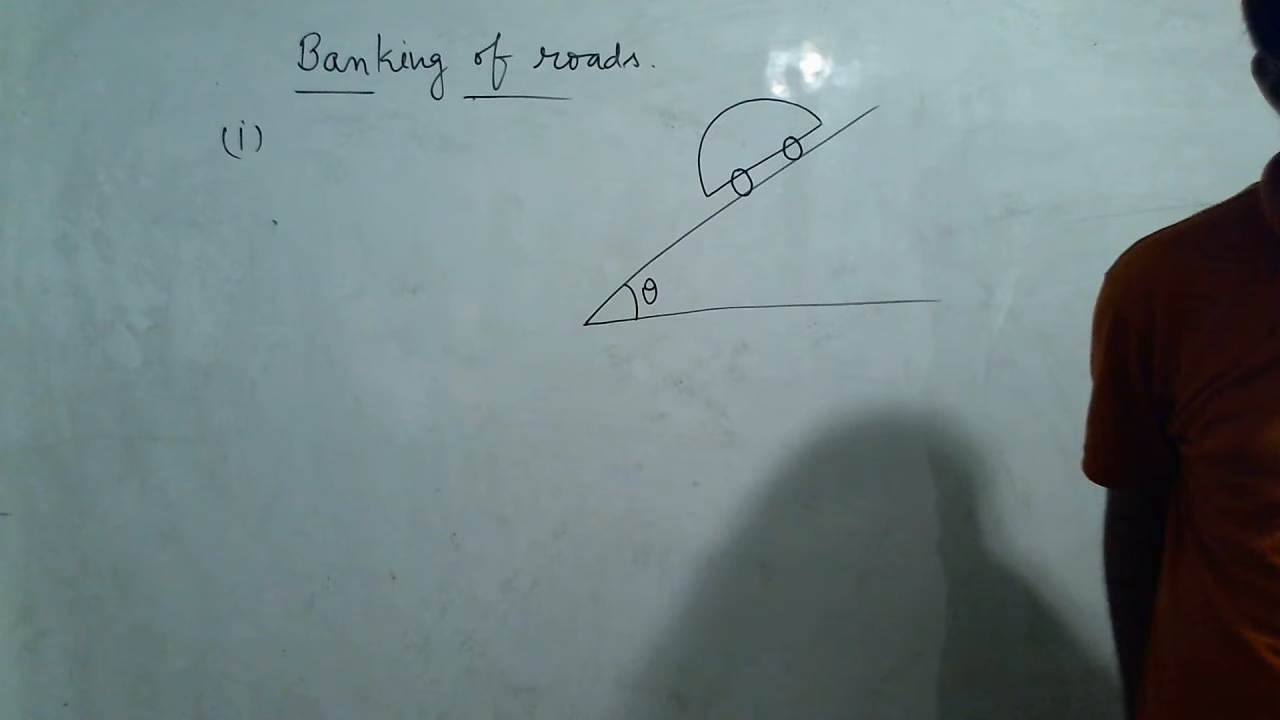 Banking of roads.
(i)
θ